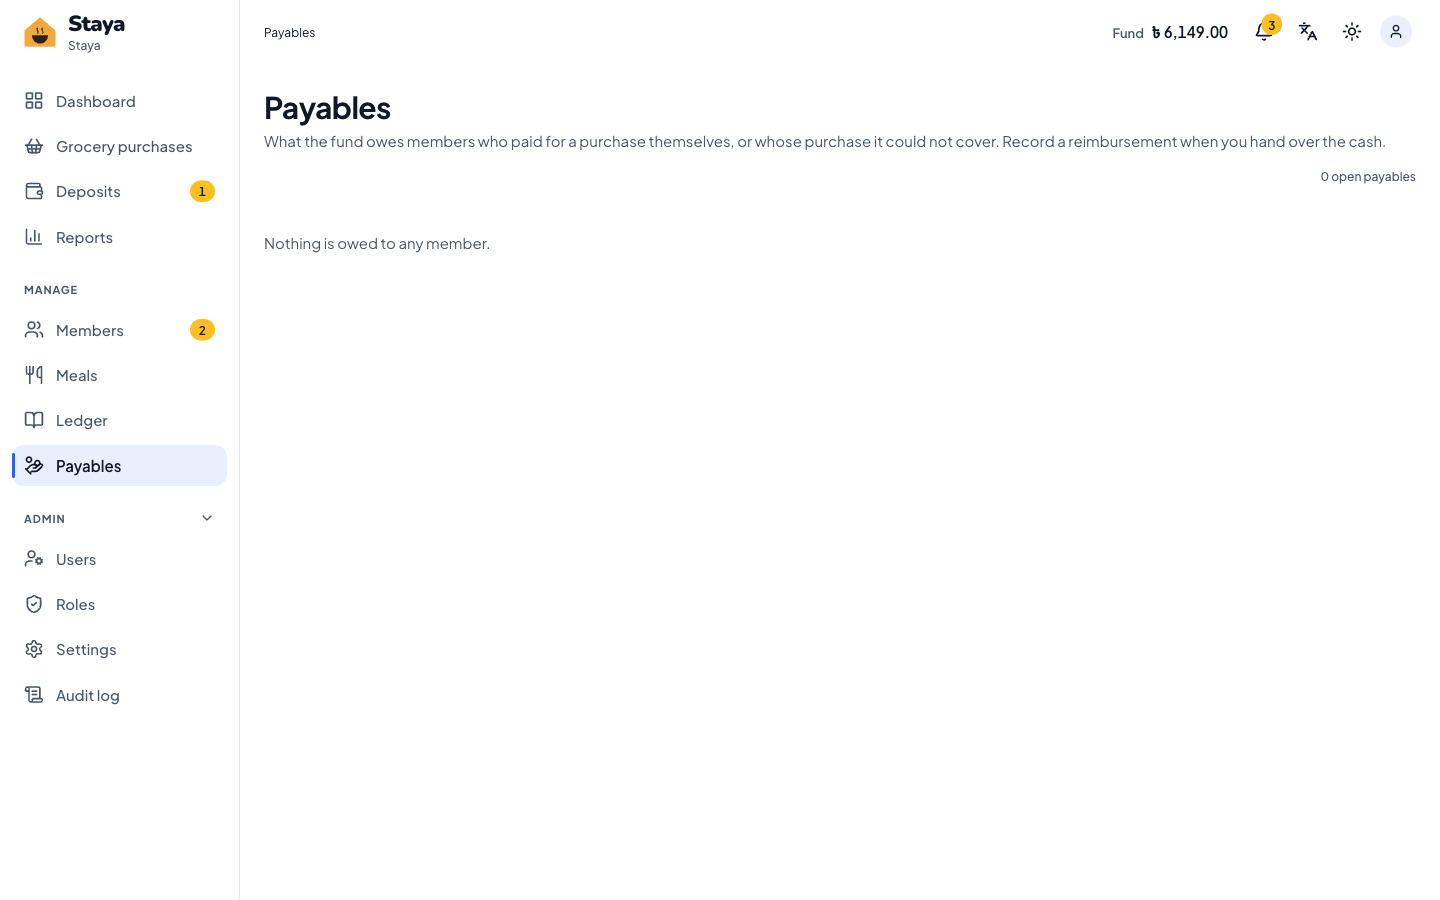 Staya
Staya
Dashboard
Grocery purchases
Deposits 1
Reports
MANAGE
Members 2
Meals
Ledger
Payables
ADMIN
Users
Roles
Settings
Audit log
Payables
Fund ৳ 6,149.00 3
Payables
What the fund owes members who paid for a purchase themselves, or whose purchase it could not cover. Record a reimbursement when you hand over the cash.
0 open payables
Nothing is owed to any member.